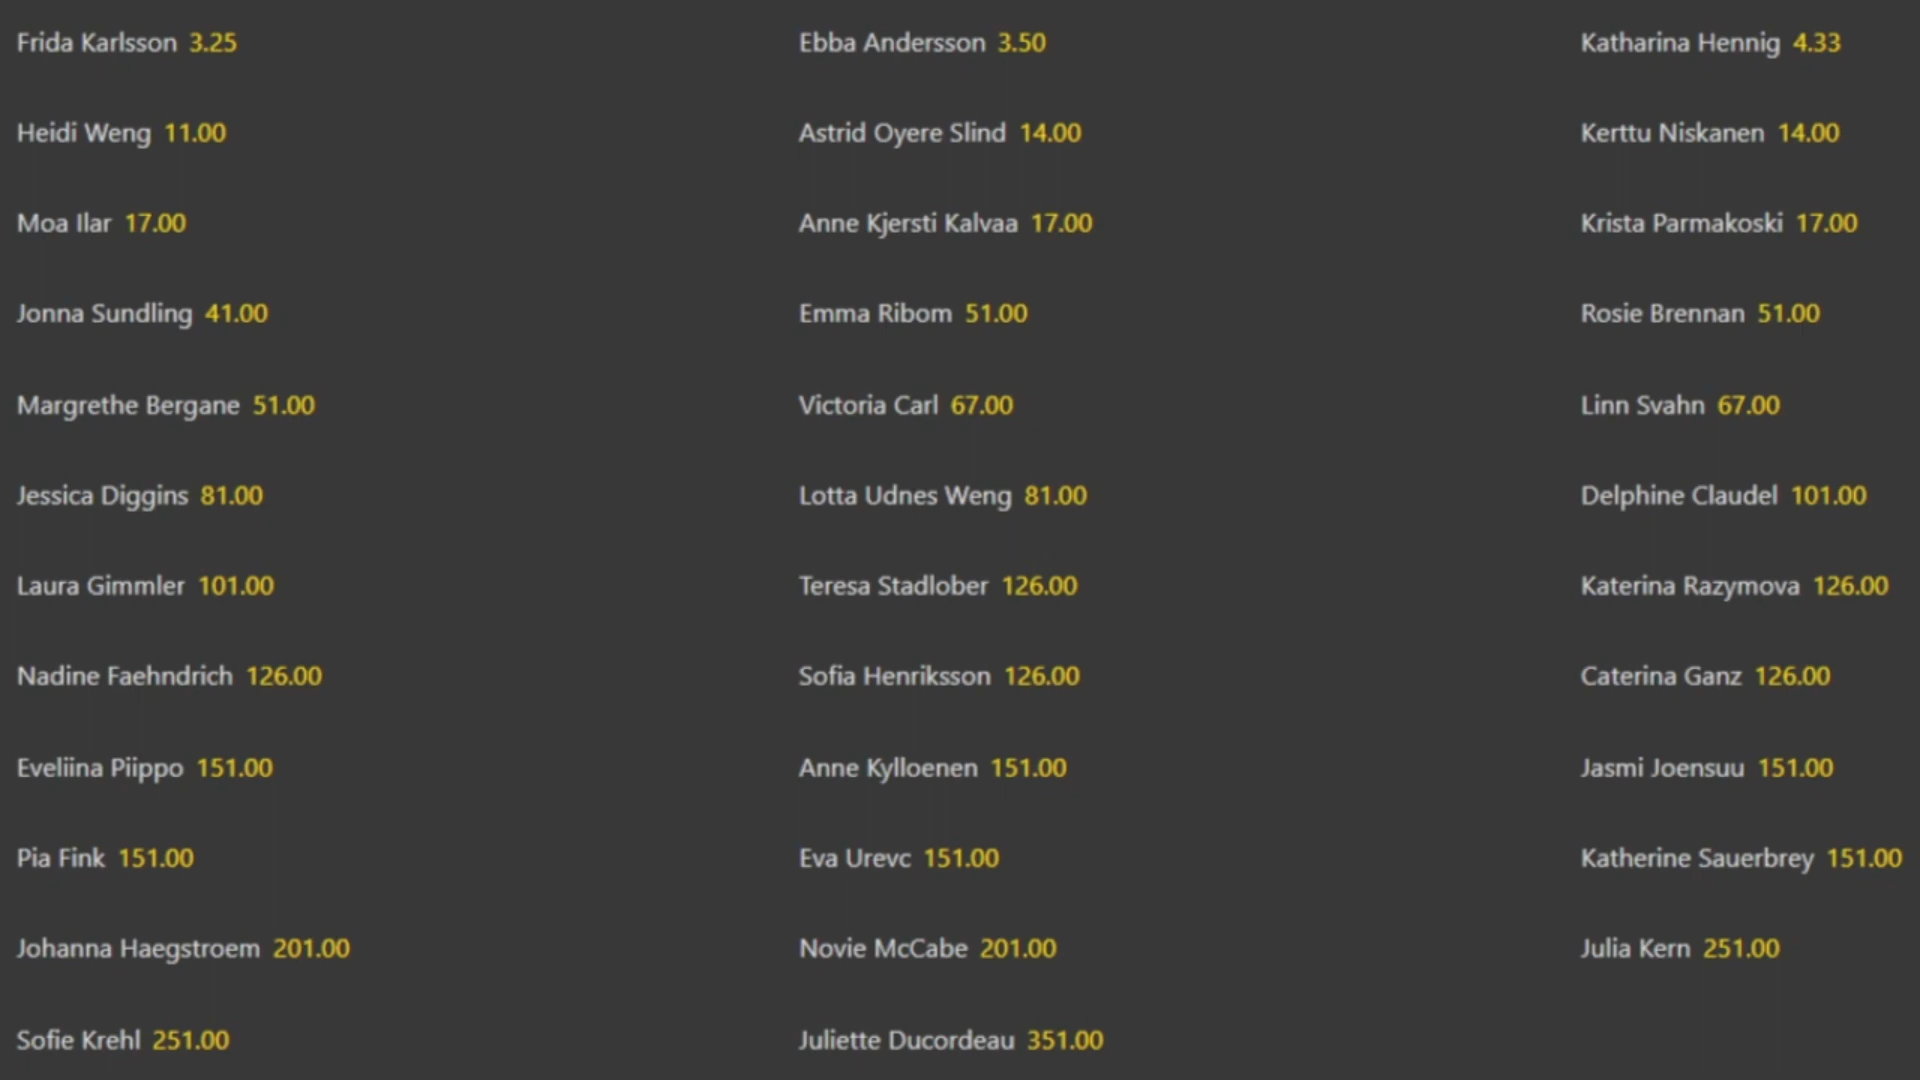 Frida Karlsson 3.25 Ebba Andersson 3.50 Katharina Hennig 4.33
Heidi Weng 11.00 Astrid Oyere Slind 14.00 Kerttu Niskanen 14.00
Moa Ilar 17.00 Anne Kjersti Kalvaa 17.00 Krista Parmakoski 17.00
Jonna Sundling 41.00 Emma Ribom 51.00 Rosie Brennan 51.00
Margrethe Bergane 51.00 Victoria Carl 67.00 Linn Svahn 67.00
Jessica Diggins 81.00 Lotta Udnes Weng 81.00 Delphine Claudel 101.00
Laura Gimmler 101.00 Teresa Stadlober 126.00 Katerina Razymova 126.00
Nadine Faehndrich 126.00 Sofia Henriksson 126.00 Caterina Ganz 126.00
Eveliina Piippo 151.00 Anne Kylloenen 151.00 Jasmi Joensuu 151.00
Pia Fink 151.00 Eva Urevc 151.00 Katherine Sauerbrey 151.00
Johanna Haegstroem 201.00 Novie McCabe 201.00 Julia Kern 251.00
Sofie Krehl 251.00 Juliette Ducordeau 351.00